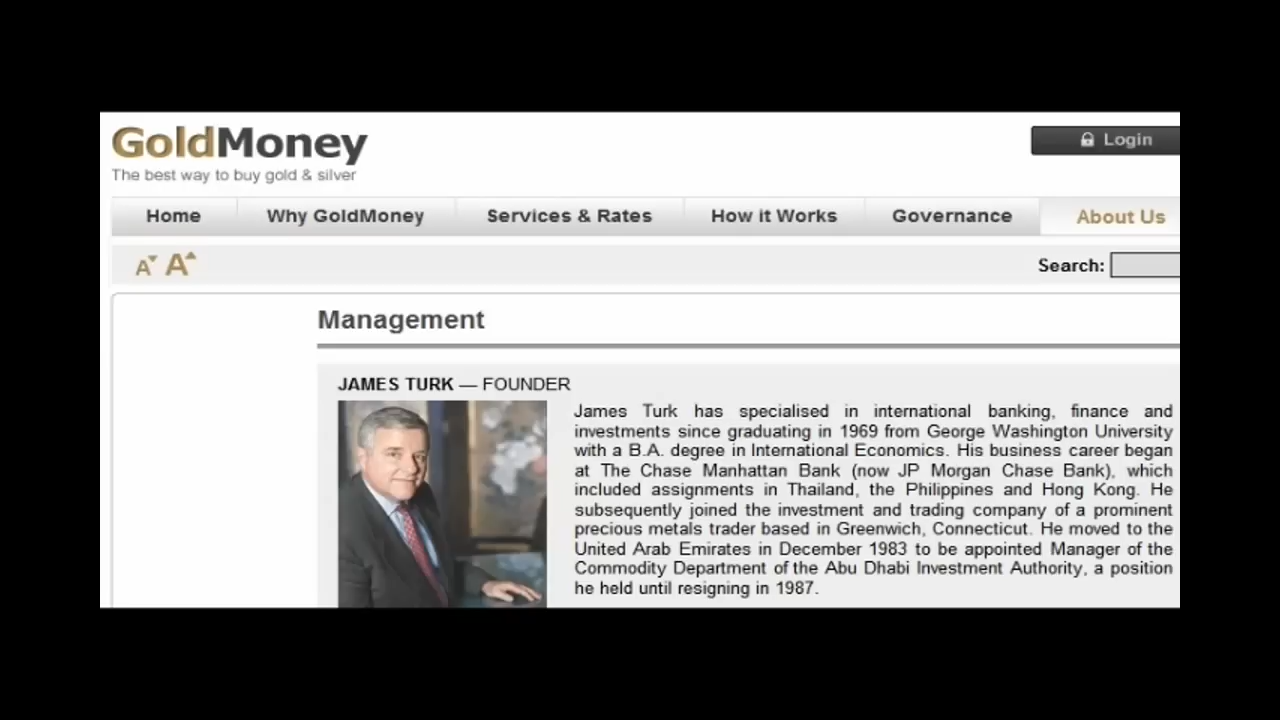 GoldMoney
The best way to buy gold & silver
Login
Home
Why GoldMoney
Services & Rates
How it Works
Governance
About Us
A A
Search:
Management
JAMES TURK — FOUNDER
James Turk has specialised in international banking, finance and
investments since graduating in 1969 from George Washington University
with a B.A. degree in International Economics. His business career began
at The Chase Manhattan Bank (now JP Morgan Chase Bank), which
included assignments in Thailand, the Philippines and Hong Kong. He
subsequently joined the investment and trading company of a prominent
precious metals trader based in Greenwich, Connecticut. He moved to the
United Arab Emirates in December 1983 to be appointed Manager of the
Commodity Department of the Abu Dhabi Investment Authority, a position
he held until resigning in 1987.